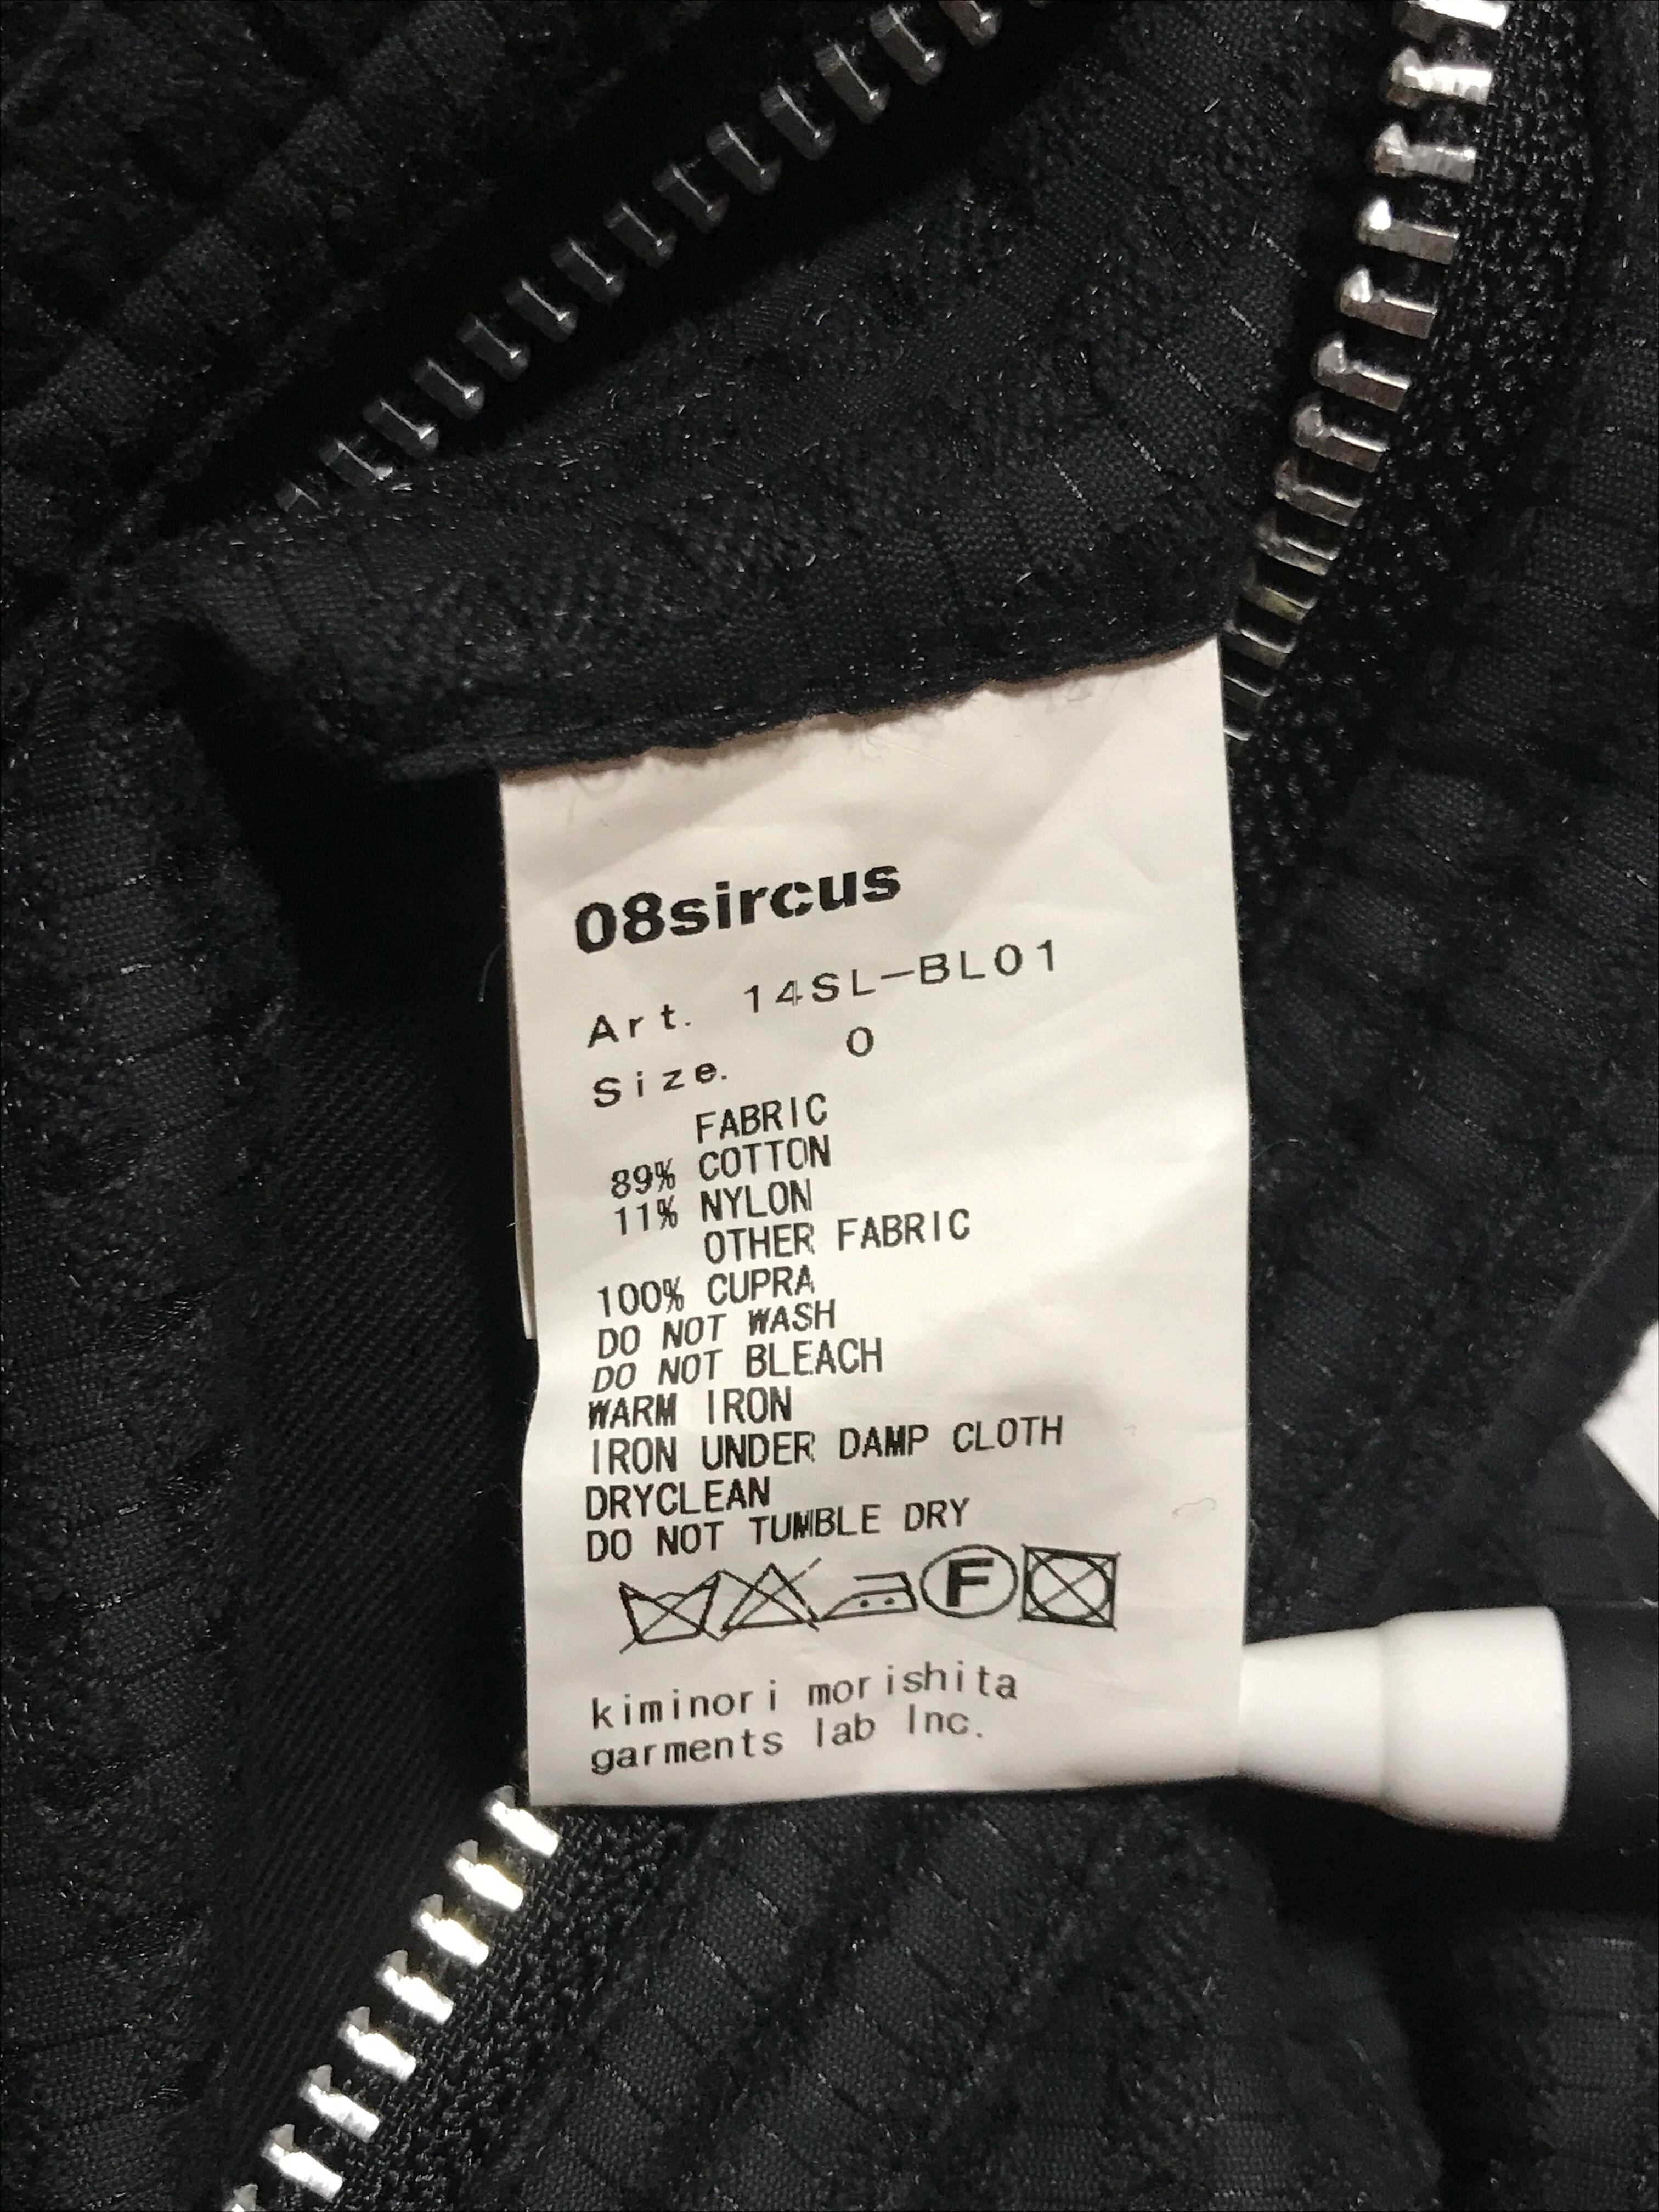 08sircus
Art. 14SL-BL01
Size. 0
FABRIC
89% COTTON
11% NYLON
OTHER FABRIC
100% CUPRA
DO NOT WASH
DO NOT BLEACH
WARM IRON
IRON UNDER DAMP CLOTH
DRYCLEAN
DO NOT TUMBLE DRY
F
kiminori morishita
garments lab Inc.